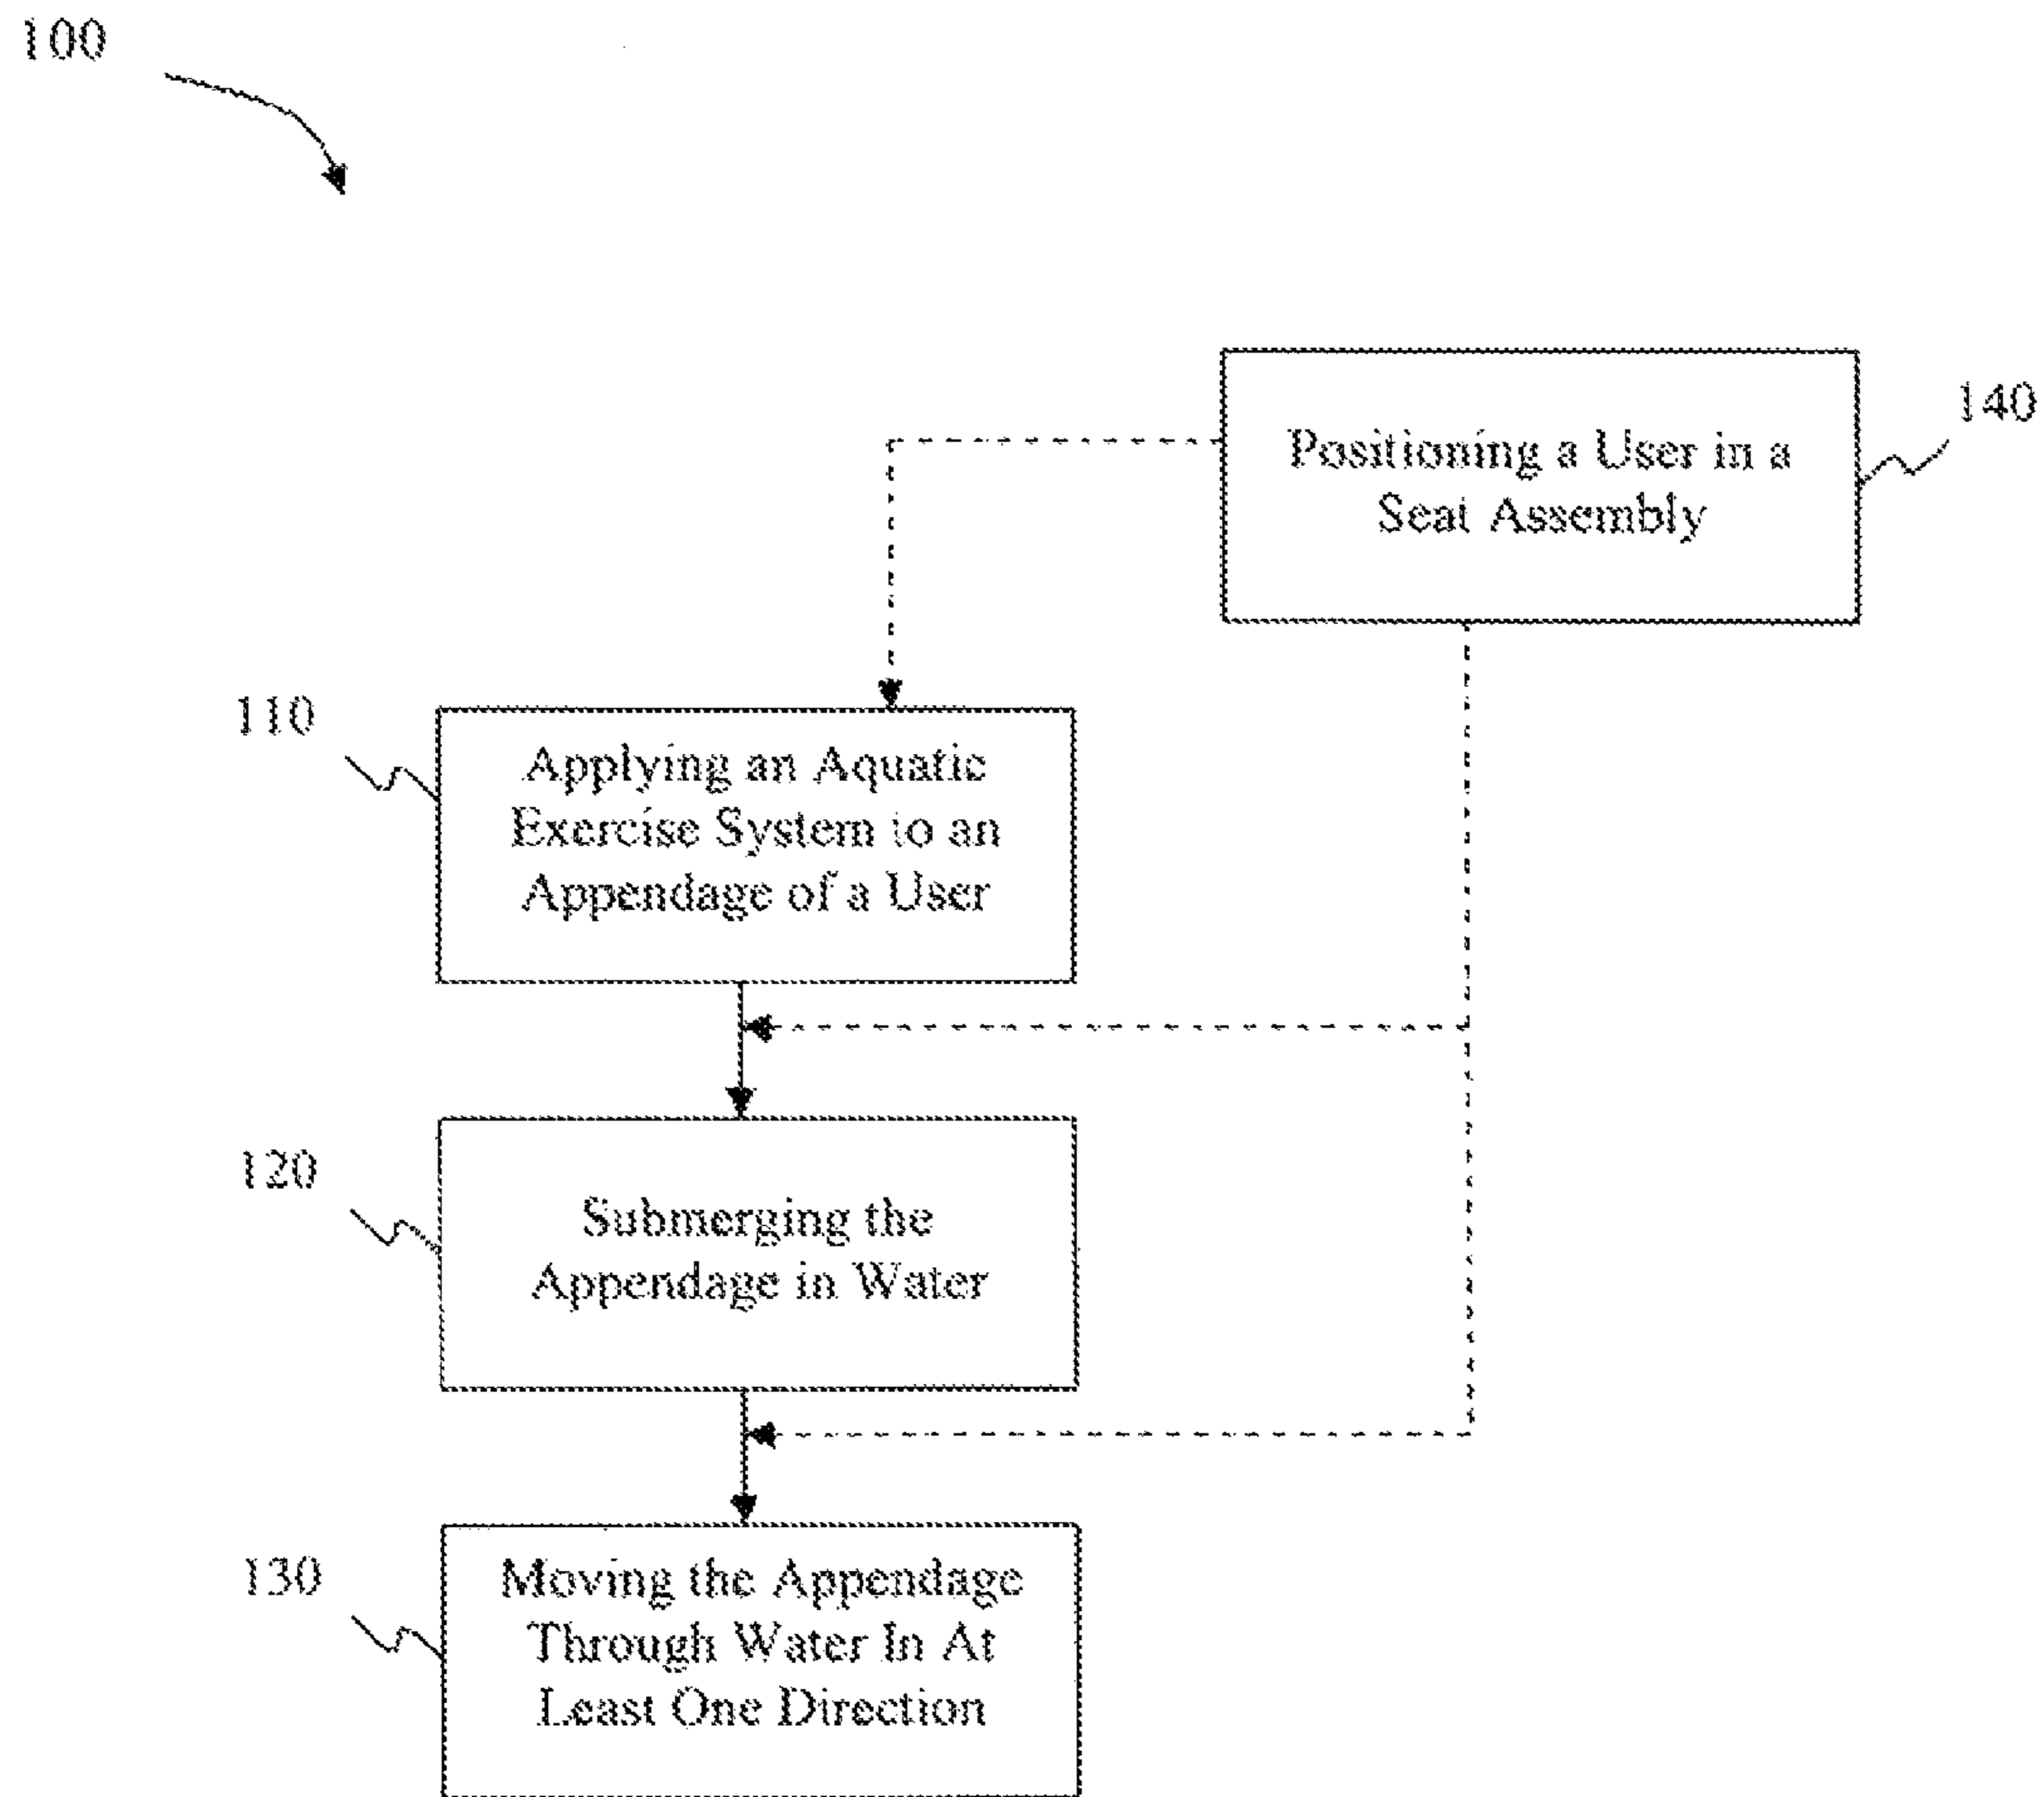 100
140
Positioning a User in a
Seat Assembly
110
Applying an Aquatic
Exercise System to an
Appendage of a User
120
Submerging the
Appendage in Water
130
Moving the Appendage
Through Water In At
Least One Direction